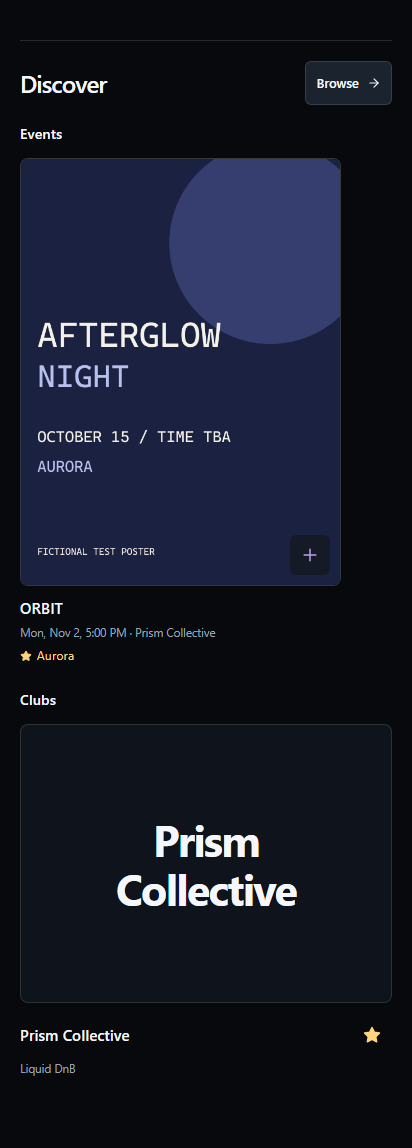 Discover
Browse
Events
AFTERGLOW
NIGHT
OCTOBER 15 / TIME TBA
AURORA
FICTIONAL TEST POSTER
ORBIT
Mon, Nov 2, 5:00 PM · Prism Collective
Aurora
Clubs
Prism
Collective
Prism Collective
Liquid DnB